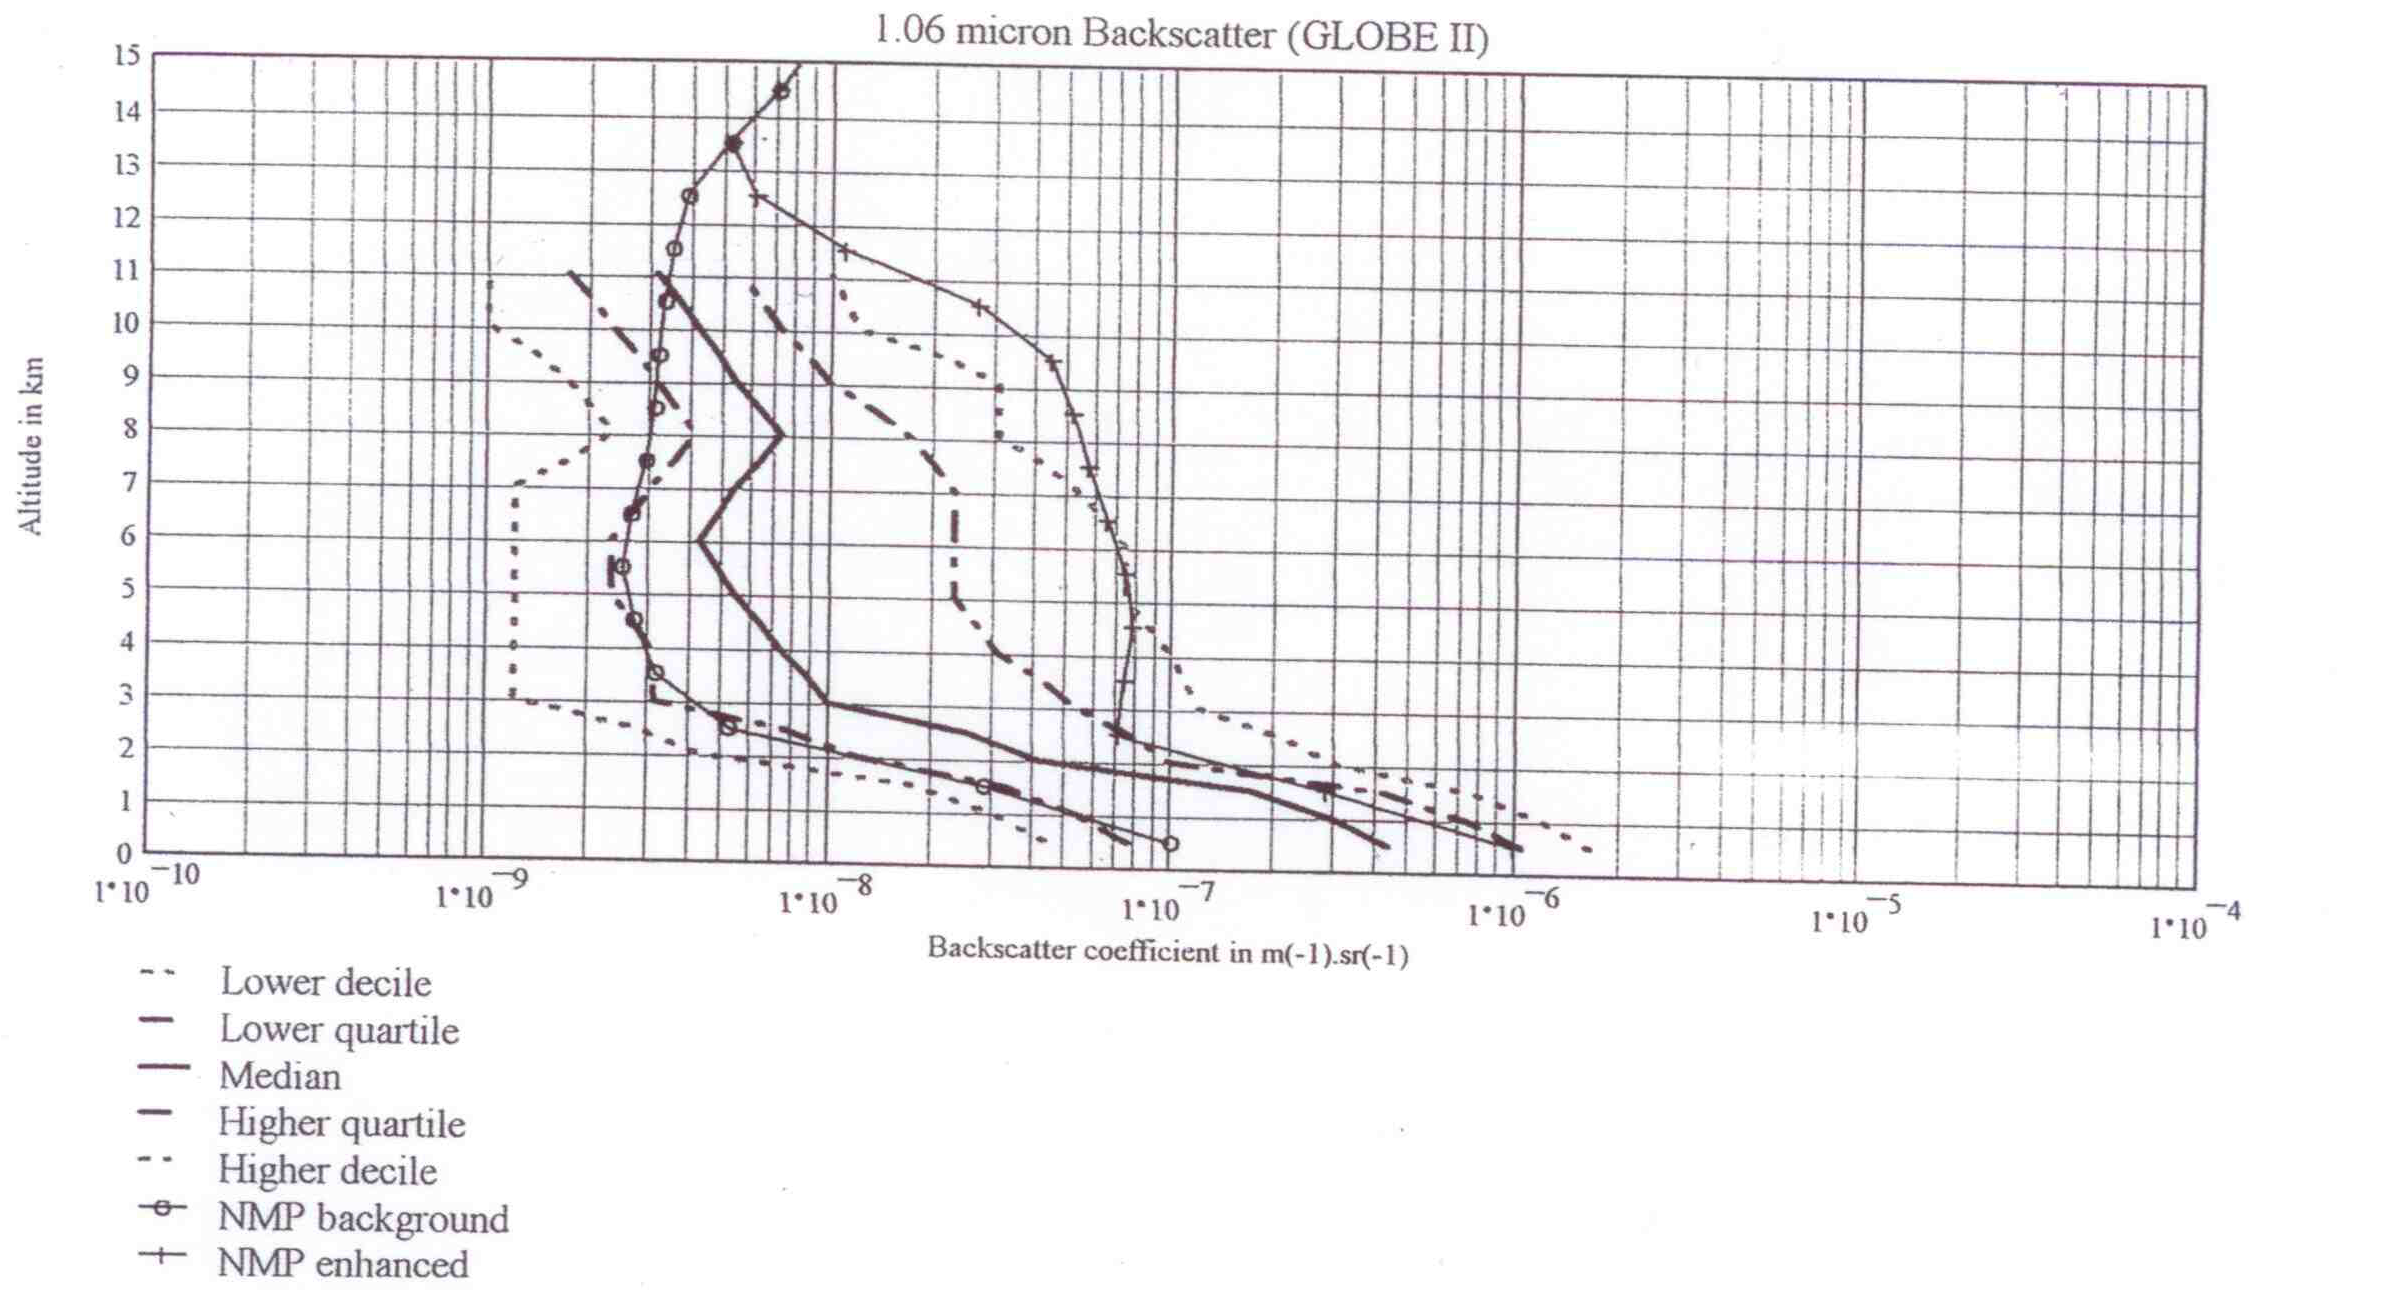 1.06 micron Backscatter (GLOBE II)
15
14
13
12
11
10
9
8
7
6
5
4
3
2
1
0
Altitude in km
1•10⁻¹⁰
1•10⁻⁹
1•10⁻⁸
1•10⁻⁷
1•10⁻⁶
1•10⁻⁵
1•10⁻⁴
Backscatter coefficient in m(-1).sr(-1)
Lower decile
Lower quartile
Median
Higher quartile
Higher decile
NMP background
NMP enhanced